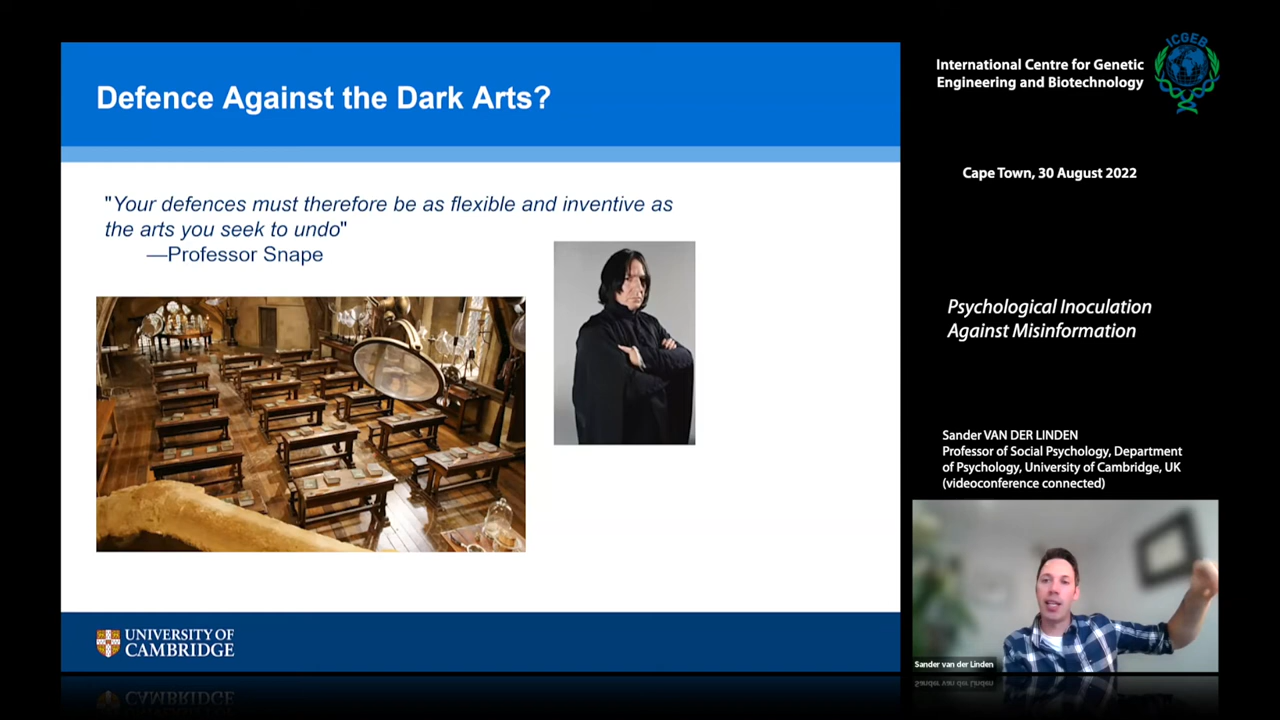 Defence Against the Dark Arts?
"Your defences must therefore be as flexible and inventive as
the arts you seek to undo"
—Professor Snape
UNIVERSITY OF
CAMBRIDGE
ICGEB
International Centre for Genetic
Engineering and Biotechnology
Cape Town, 30 August 2022
Psychological Inoculation
Against Misinformation
Sander VAN DER LINDEN
Professor of Social Psychology, Department
of Psychology, University of Cambridge, UK
(videoconference connected)
Sander van der Linden